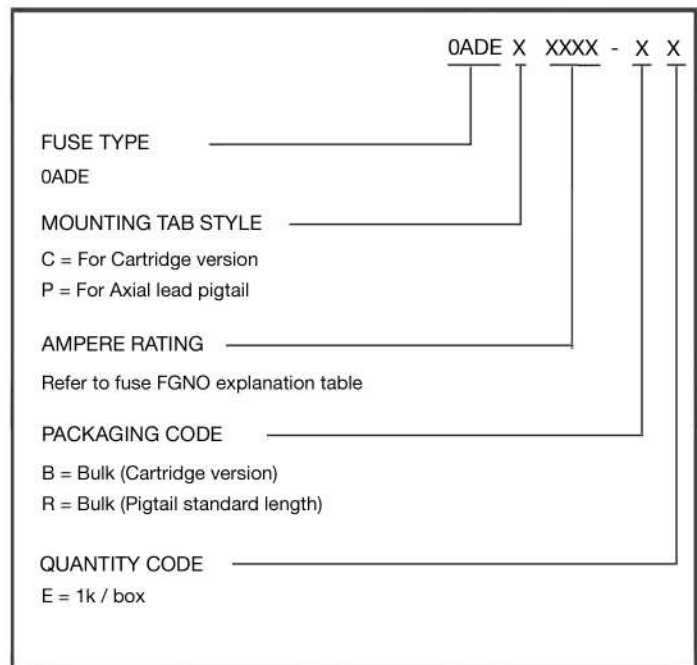 0ADE X XXXX - X X
FUSE TYPE
0ADE
MOUNTING TAB STYLE
C = For Cartridge version
P = For Axial lead pigtail
AMPERE RATING
Refer to fuse FGNO explanation table
PACKAGING CODE
B = Bulk (Cartridge version)
R = Bulk (Pigtail standard length)
QUANTITY CODE
E = 1k / box